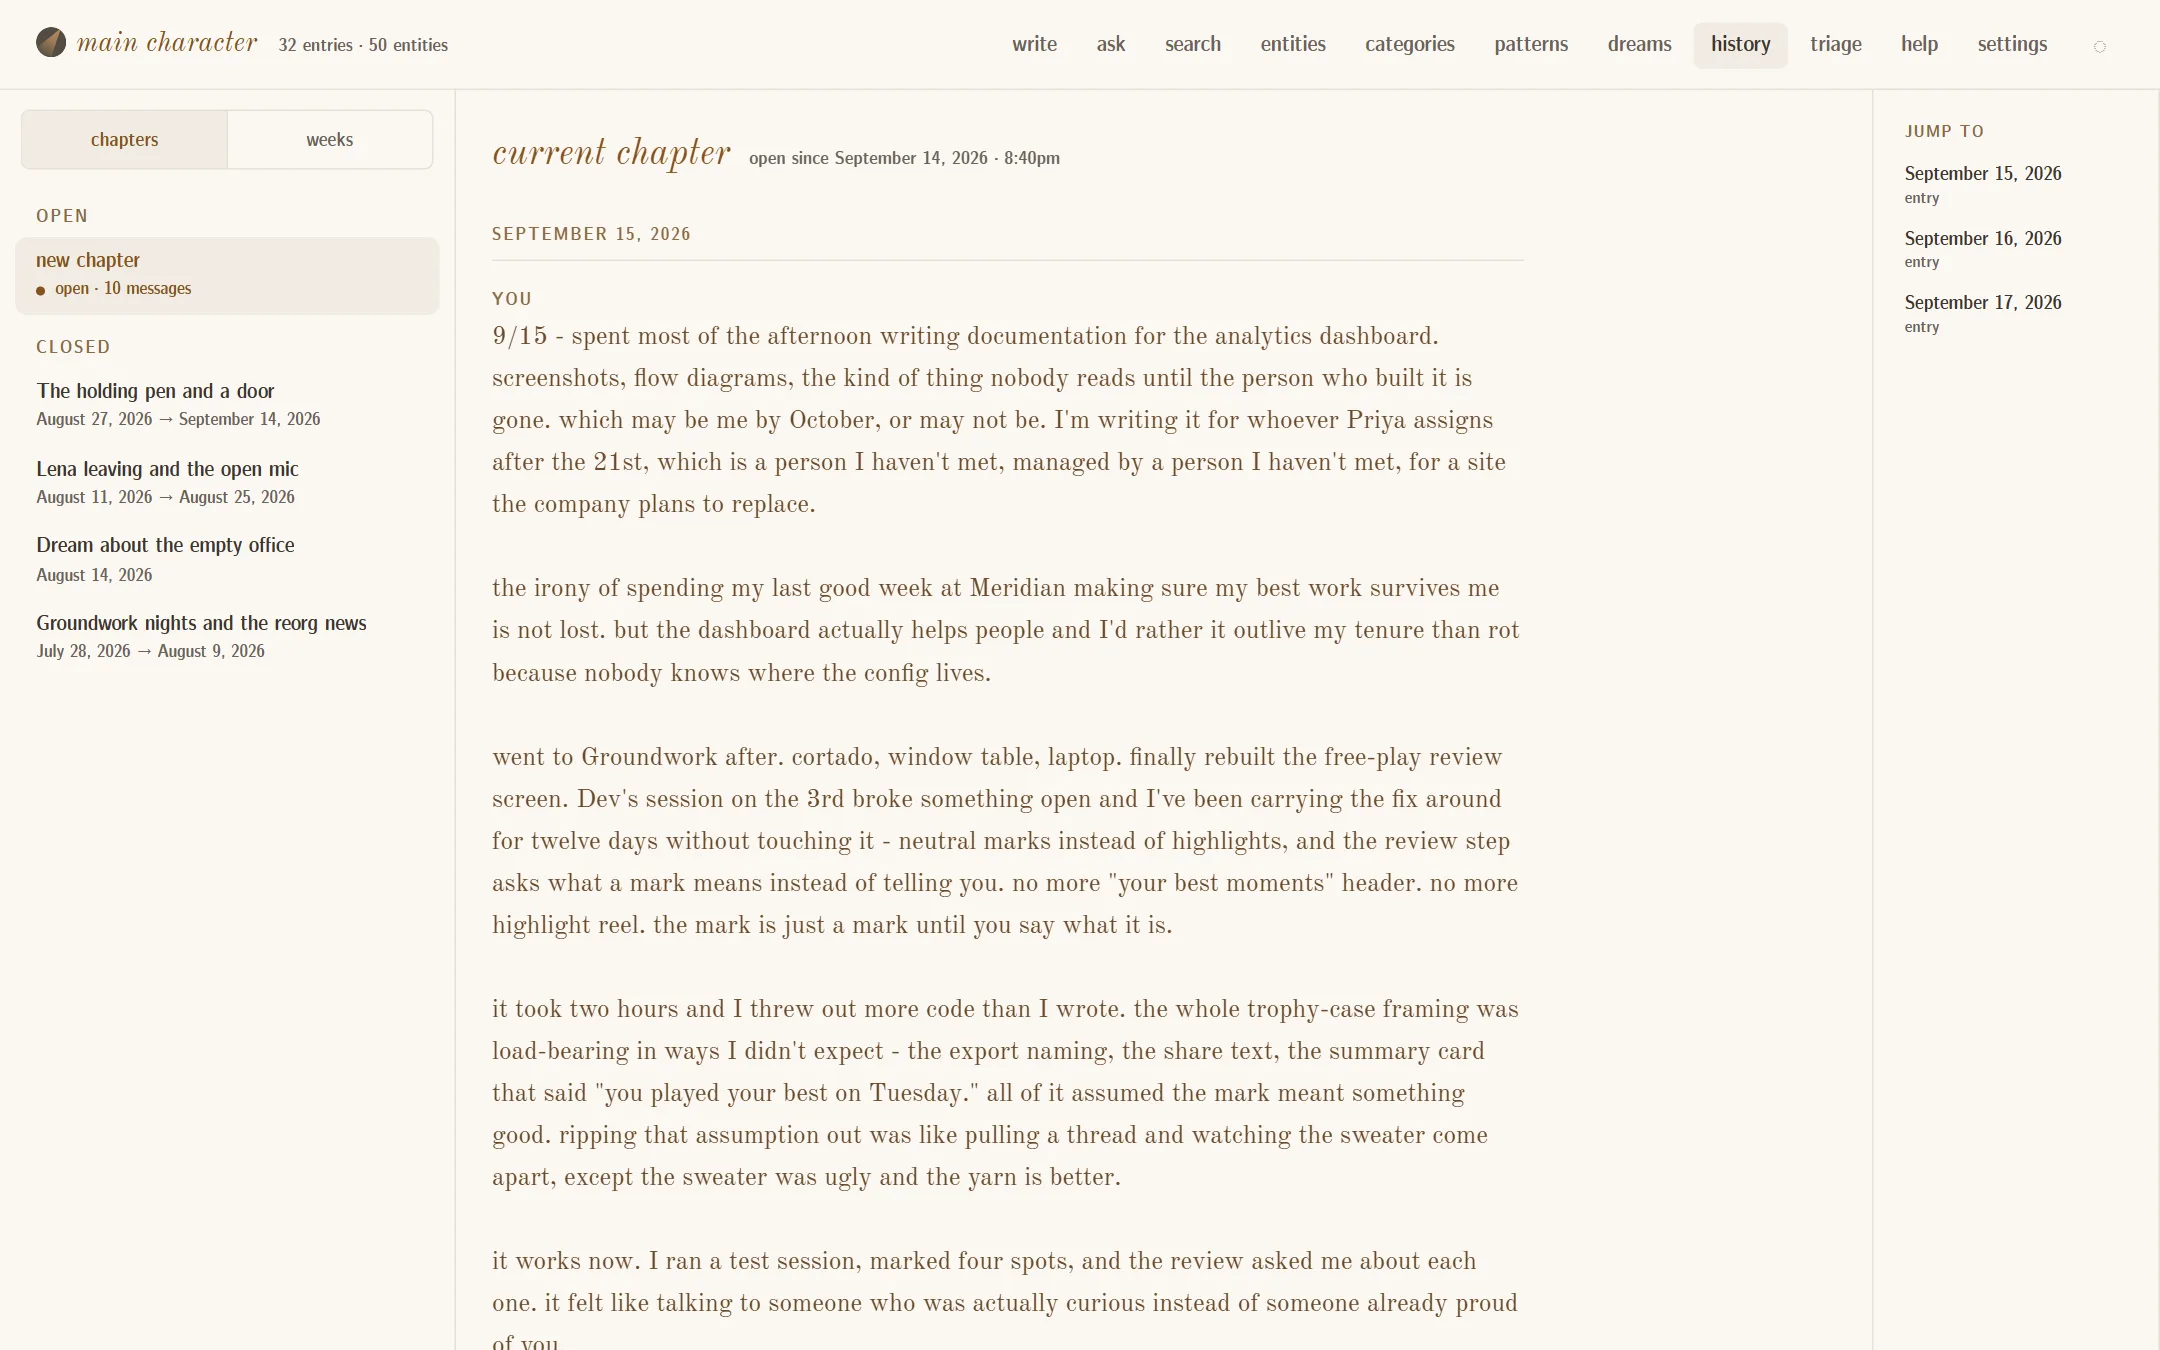 main character 32 entries · 50 entities
write ask search entities categories patterns dreams history triage help settings
chapters weeks
OPEN
new chapter
open · 10 messages
CLOSED
The holding pen and a door
August 27, 2026 → September 14, 2026
Lena leaving and the open mic
August 11, 2026 → August 25, 2026
Dream about the empty office
August 14, 2026
Groundwork nights and the reorg news
July 28, 2026 → August 9, 2026
current chapter open since September 14, 2026 · 8:40pm
SEPTEMBER 15, 2026
YOU
9/15 - spent most of the afternoon writing documentation for the analytics dashboard.
screenshots, flow diagrams, the kind of thing nobody reads until the person who built it is
gone. which may be me by October, or may not be. I'm writing it for whoever Priya assigns
after the 21st, which is a person I haven't met, managed by a person I haven't met, for a site
the company plans to replace.
the irony of spending my last good week at Meridian making sure my best work survives me
is not lost. but the dashboard actually helps people and I'd rather it outlive my tenure than rot
because nobody knows where the config lives.
went to Groundwork after. cortado, window table, laptop. finally rebuilt the free-play review
screen. Dev's session on the 3rd broke something open and I've been carrying the fix around
for twelve days without touching it - neutral marks instead of highlights, and the review step
asks what a mark means instead of telling you. no more "your best moments" header. no more
highlight reel. the mark is just a mark until you say what it is.
it took two hours and I threw out more code than I wrote. the whole trophy-case framing was
load-bearing in ways I didn't expect - the export naming, the share text, the summary card
that said "you played your best on Tuesday." all of it assumed the mark meant something
good. ripping that assumption out was like pulling a thread and watching the sweater come
apart, except the sweater was ugly and the yarn is better.
it works now. I ran a test session, marked four spots, and the review asked me about each
one. it felt like talking to someone who was actually curious instead of someone already proud
of you.
JUMP TO
September 15, 2026
entry
September 16, 2026
entry
September 17, 2026
entry